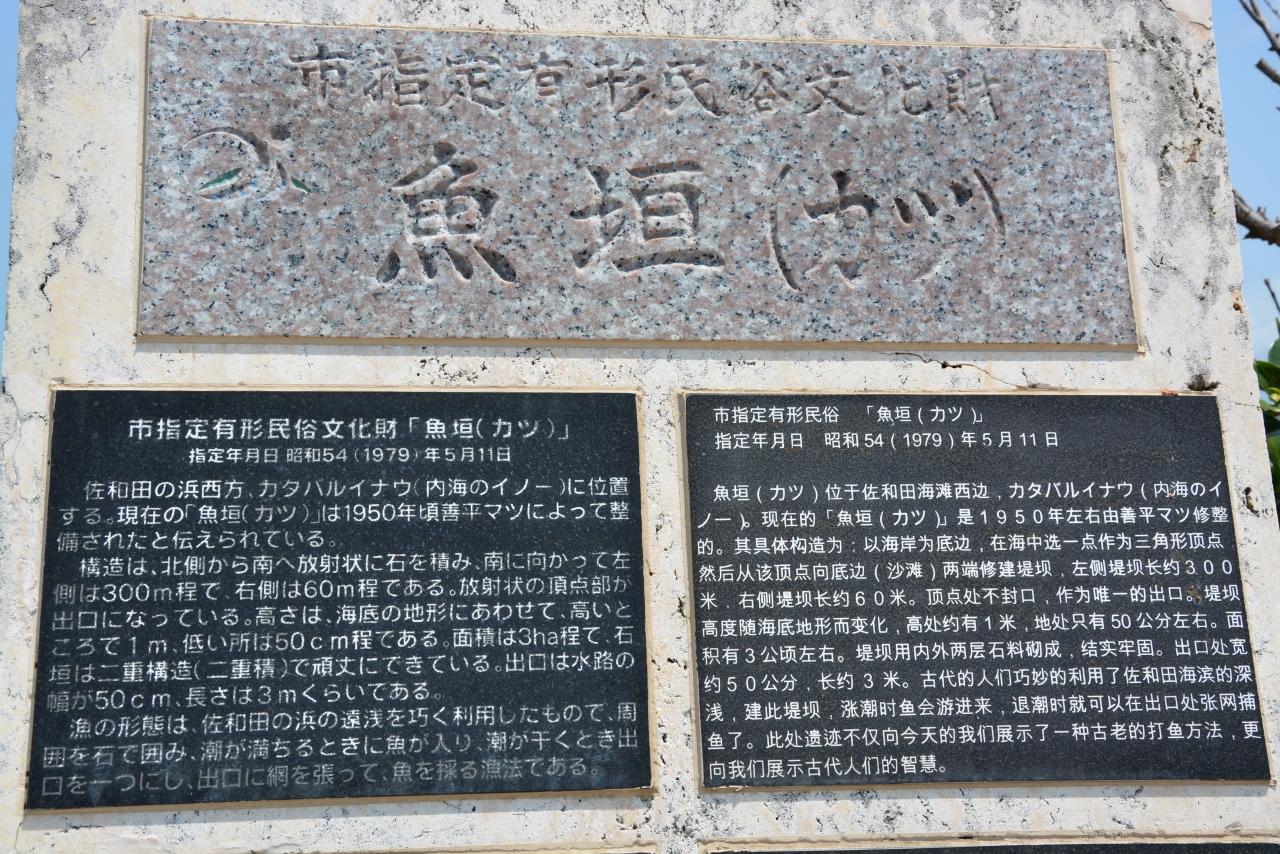 市指定有形民俗文化財
魚垣(カツ)
市指定有形民俗文化財「魚垣(カツ)」
指定年月日 昭和54(1979)年5月11日
佐和田の浜西方、カタバルイナウ(内海のイノー)に位置
する。現在の「魚垣(カツ)」は1950年頃善平マツによって整
備されたと伝えられている。
構造は、北側から南へ放射状に石を積み、南に向かって左
側は300m程で、右側は60m程である。放射状の頂点部が
出口になっている。高さは、海底の地形にあわせて、高いと
ころで1m、低い所は50cm程である。面積は3ha程で、石
垣は二重構造(二重積)で頑丈にできている。出口は水路の
幅が50cm、長さは3mくらいである。
漁の形態は、佐和田の浜の遠浅を巧く利用したもので、周
囲を石で囲み、潮が満ちるときに魚が入り、潮が干くとき出
口を一つにし、出口に網を張って、魚を採る漁法である。
市指定有形民俗 「魚垣(カツ)」
指定年月日 昭和54(1979)年5月11日
魚垣(カツ)位于佐和田海滩西边，カタバルイナウ(内海のイ
ノー)。现在的「魚垣(カツ)」是1950年左右由善平マツ修整
的。其具体构造为：以海岸为底边，在海中选一点作为三角形顶点
然后从该顶点向底边(沙滩)两端修建堤坝，左侧堤坝长约300
米，右侧堤坝长约60米。顶点处不封口，作为唯一的出口。堤坝
高度随海底地形而变化，高处约有1米，地处只有50公分左右。面
积有3公顷左右。堤坝用内外两层石料砌成，结实牢固。出口处宽
约50公分，长约 3 米。古代的人们巧妙的利用了佐和田海滨的深
浅，建此堤坝，涨潮时鱼会游进来，退潮时就可以在出口处张网捕
鱼了。此处遗迹不仅向今天的我们展示了一种古老的打鱼方法，更
向我们展示古代人们的智慧。